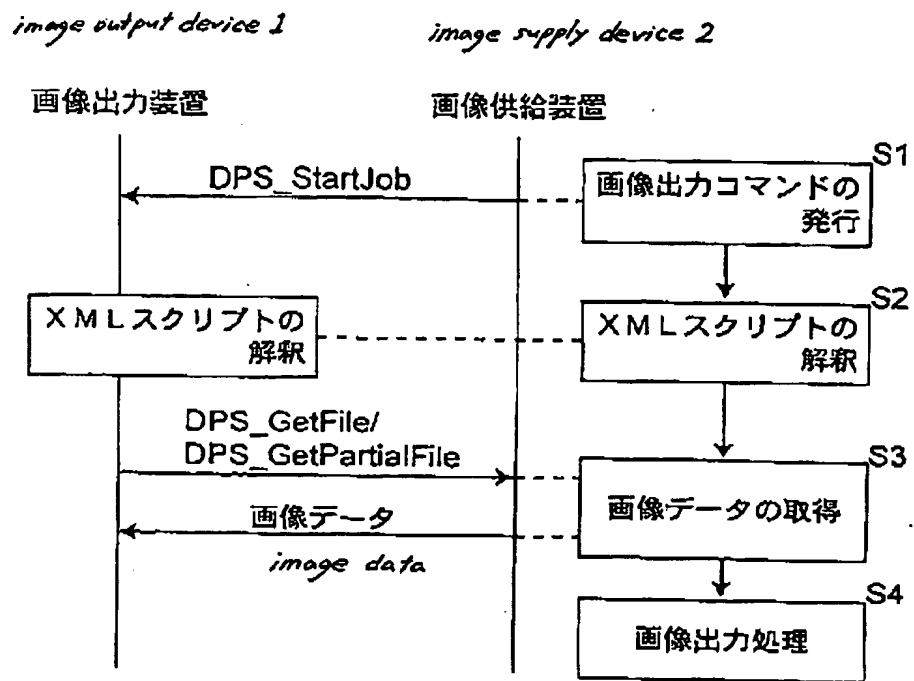 image output device 1 image supply device 2
画像出力装置 画像供給装置
S1
DPS_StartJob
画像出力コマンドの
発行
S2
XMLスクリプトの
解釈
XMLスクリプトの
解釈
DPS_GetFile/
DPS_GetPartialFile
S3
画像データの取得
画像データ
image data
S4
画像出力処理